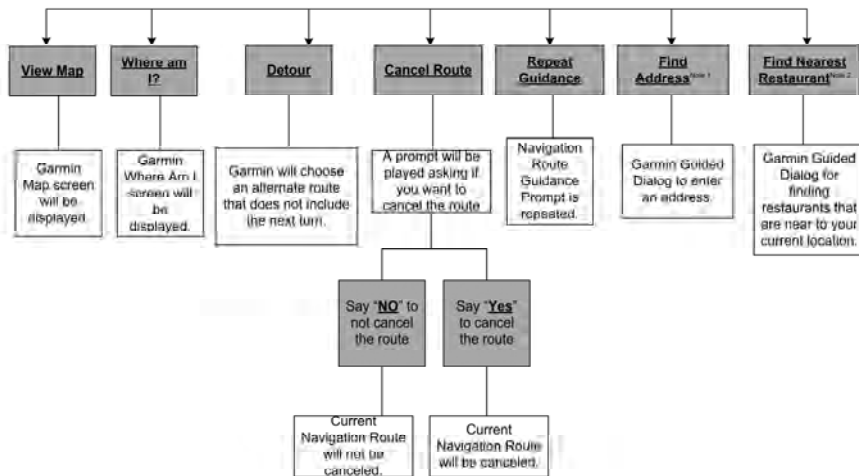 View Map
Garmin
Map screen
will be
displayed.
Where am
I?
Garmin
Where Am I
screen will
be
displayed.
Detour
Garmin will choose
an alternate route
that does not include
the next turn.
Cancel Route
A prompt will be
played asking if
you want to
cancel the route
Say “NO” to
not cancel
the route
Current
Navigation Route
will not be
canceled.
Say “Yes”
to cancel
the route
Current
Navigation Route
will be canceled.
Repeat
Guidance
Navigation
Route
Guidance
Prompt is
repeated.
Find
Address Note 1
Garmin Guided
Dialog to enter
an address.
Find Nearest
Restaurant Note 2
Garmin Guided
Dialog for
finding
restaurants that
are near to your
current location.